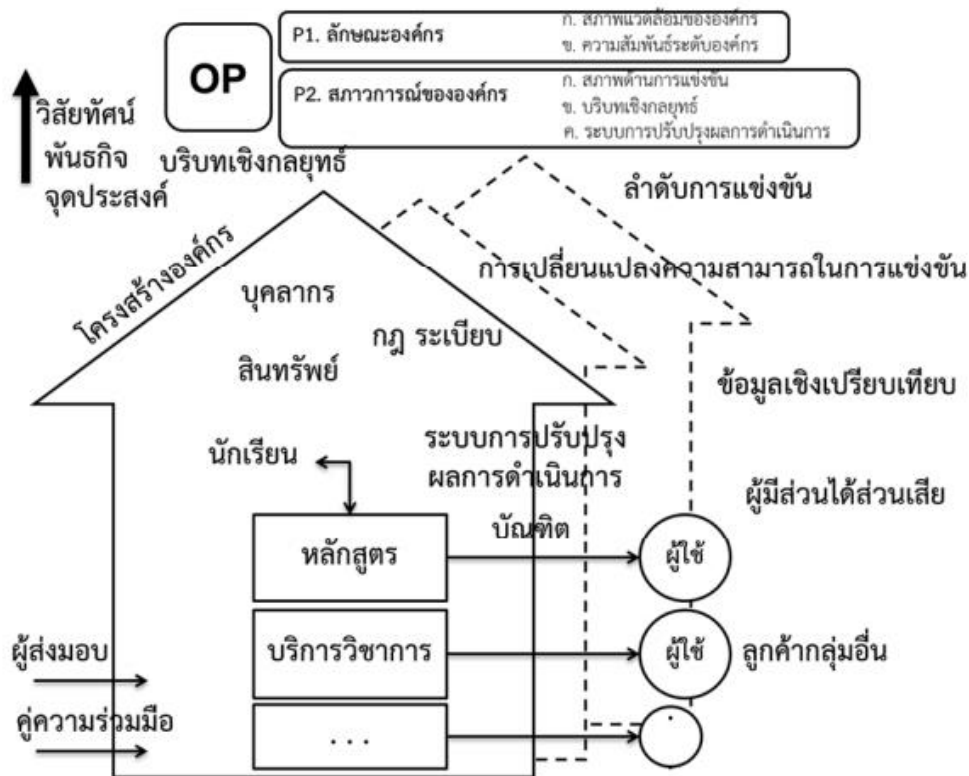 OP
P1. ลักษณะองค์กร
ก. สภาพแวดล้อมขององค์กร
ข. ความสัมพันธ์ระดับองค์กร
P2. สภาวการณ์ขององค์กร
ก. สภาพด้านการแข่งขัน
ข. บริบทเชิงกลยุทธ์
ค. ระบบการปรับปรุงผลการดำเนินการ
วิสัยทัศน์
พันธกิจ
จุดประสงค์
บริบทเชิงกลยุทธ์
ลำดับการแข่งขัน
โครงสร้างองค์กร
การเปลี่ยนแปลงความสามารถในการแข่งขัน
บุคลากร
กฎ ระเบียบ
สินทรัพย์
ข้อมูลเชิงเปรียบเทียบ
ระบบการปรับปรุง
ผลการดำเนินการ
นักเรียน
ผู้มีส่วนได้ส่วนเสีย
บัณฑิต
หลักสูตร
ผู้ใช้
ผู้ส่งมอบ
บริการวิชาการ
ผู้ใช้
ลูกค้ากลุ่มอื่น
คู่ความร่วมมือ
. . .